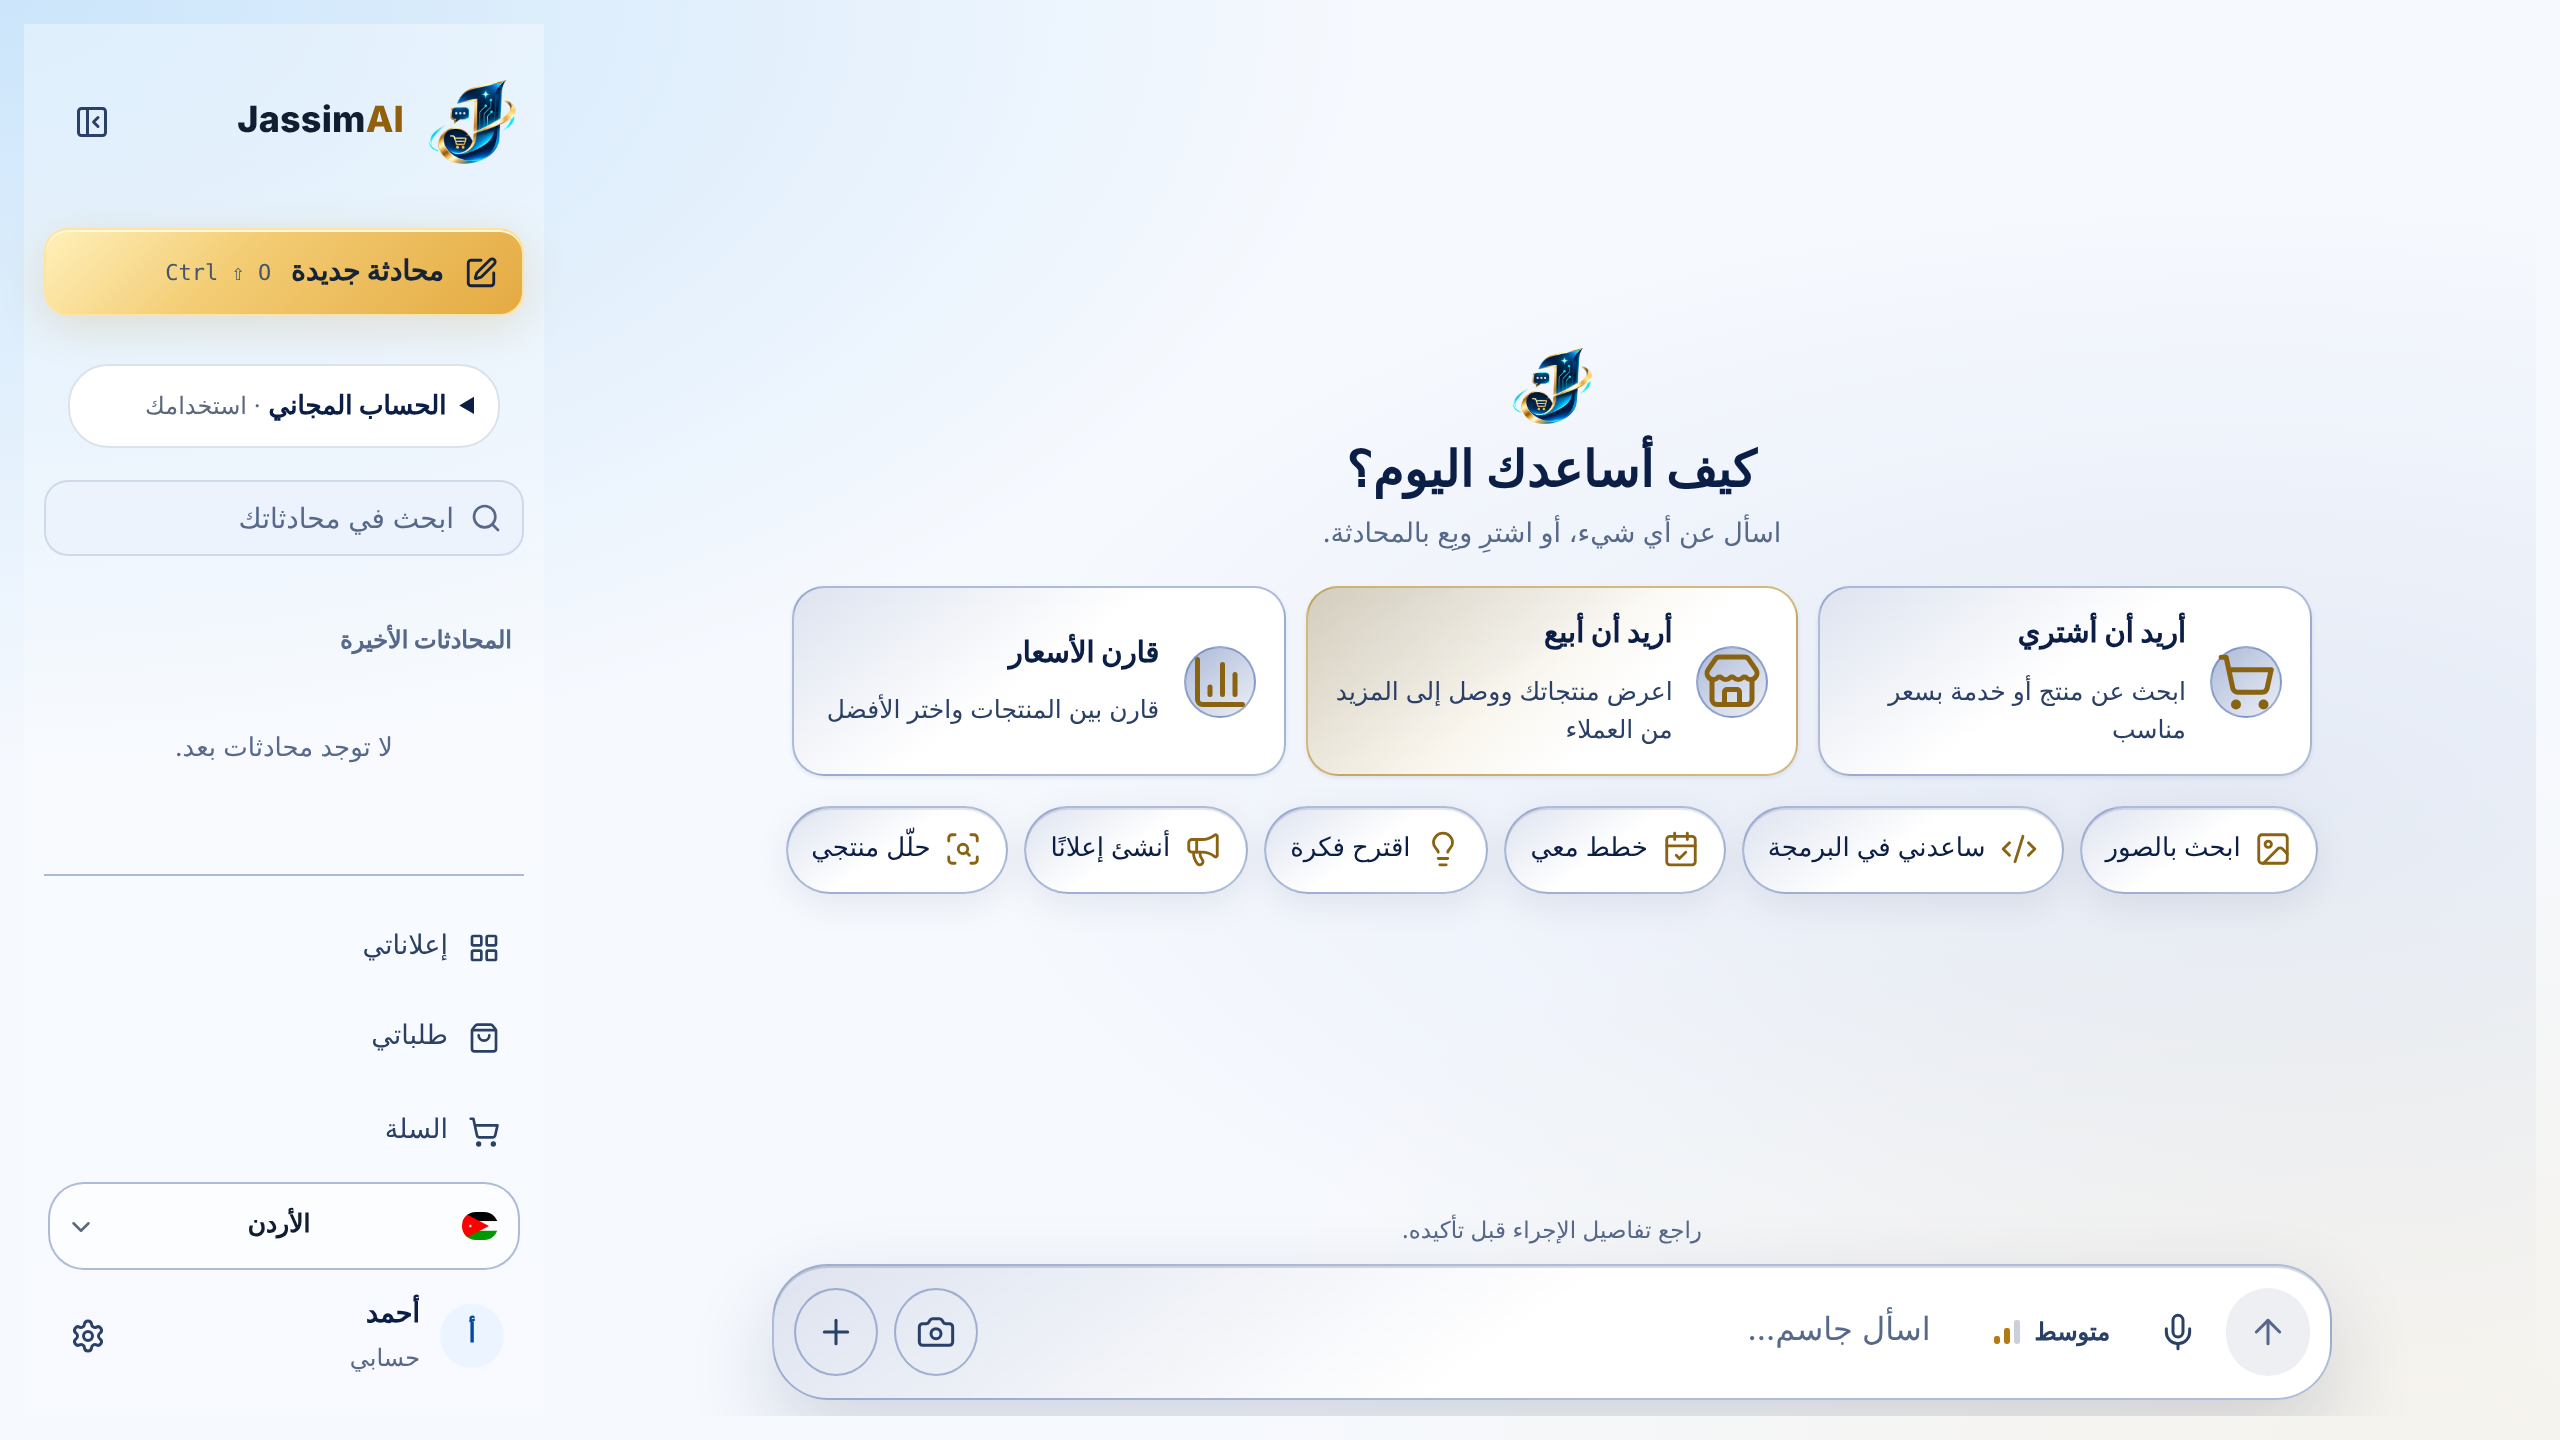 JassimAI
محادثة جديدة Ctrl ⇧ O
◀ الحساب المجاني · استخدامك
ابحث في محادثاتك
المحادثات الأخيرة
لا توجد محادثات بعد.
إعلاناتي
طلباتي
السلة
الأردن
أ
أحمد
حسابي
كيف أساعدك اليوم؟
اسأل عن أي شيء، أو اشترِ وبِع بالمحادثة.
أريد أن أشتري
ابحث عن منتج أو خدمة بسعر
مناسب
أريد أن أبيع
اعرض منتجاتك ووصل إلى المزيد
من العملاء
قارن الأسعار
قارن بين المنتجات واختر الأفضل
ابحث بالصور
ساعدني في البرمجة
خطط معي
اقترح فكرة
أنشئ إعلانًا
حلّل منتجي
راجع تفاصيل الإجراء قبل تأكيده.
متوسط
اسأل جاسم...